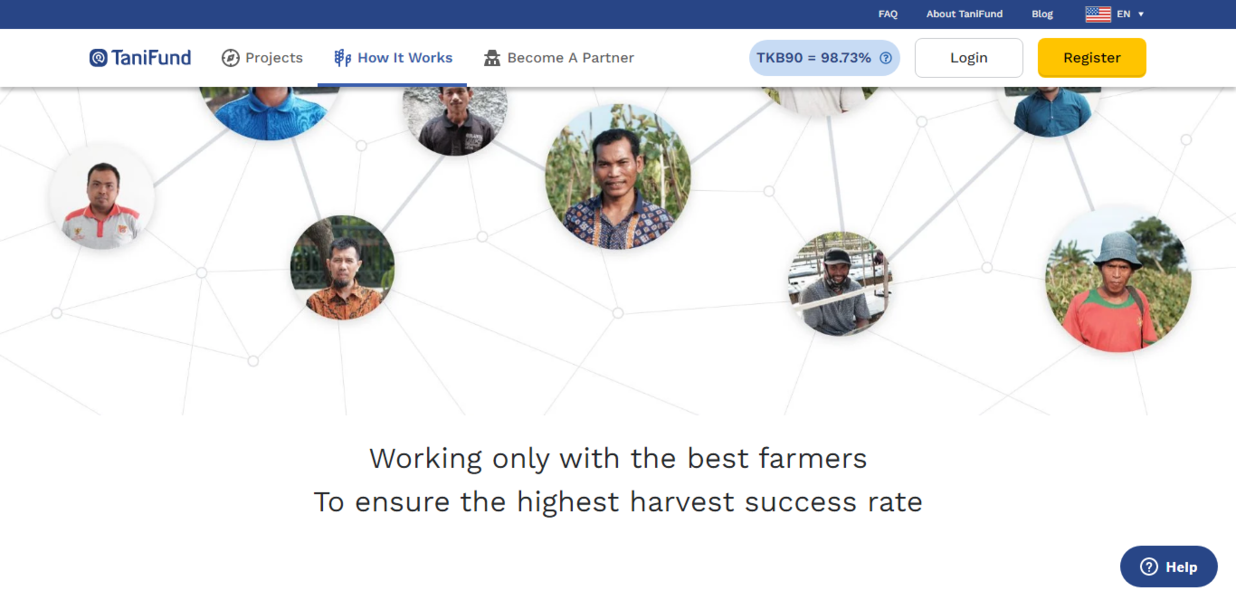 FAQ About TaniFund Blog EN
TaniFund Projects How It Works Become A Partner TKB90 = 98.73% Login Register
Working only with the best farmers
To ensure the highest harvest success rate
Help